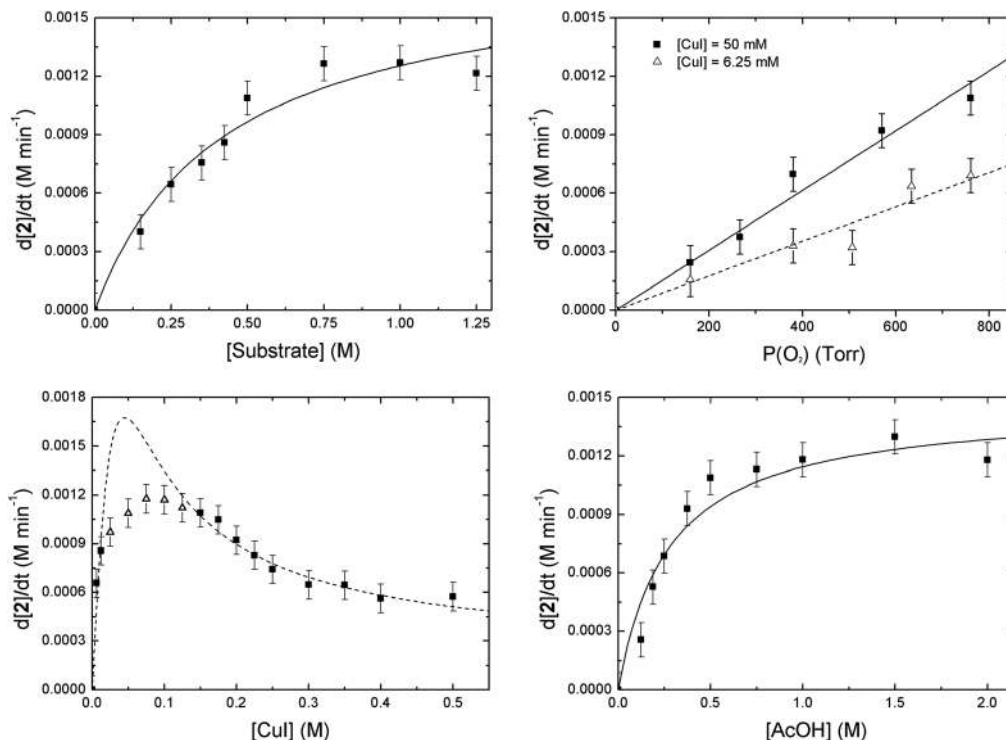 0.0015
0.0012
0.0009
0.0006
0.0003
0.0000
d[2]/dt (M min⁻¹)
0.00 0.25 0.50 0.75 1.00 1.25
[Substrate] (M)
[CuI] = 50 mM
[CuI] = 6.25 mM
0.0015
0.0012
0.0009
0.0006
0.0003
0.0000
d[2]/dt (M min⁻¹)
0 200 400 600 800
P(O₂) (Torr)
0.0018
0.0015
0.0012
0.0009
0.0006
0.0003
0.0000
d[2]/dt (M min⁻¹)
0.0 0.1 0.2 0.3 0.4 0.5
[CuI] (M)
0.0015
0.0012
0.0009
0.0006
0.0003
0.0000
d[2]/dt (M min⁻¹)
0.0 0.5 1.0 1.5 2.0
[AcOH] (M)